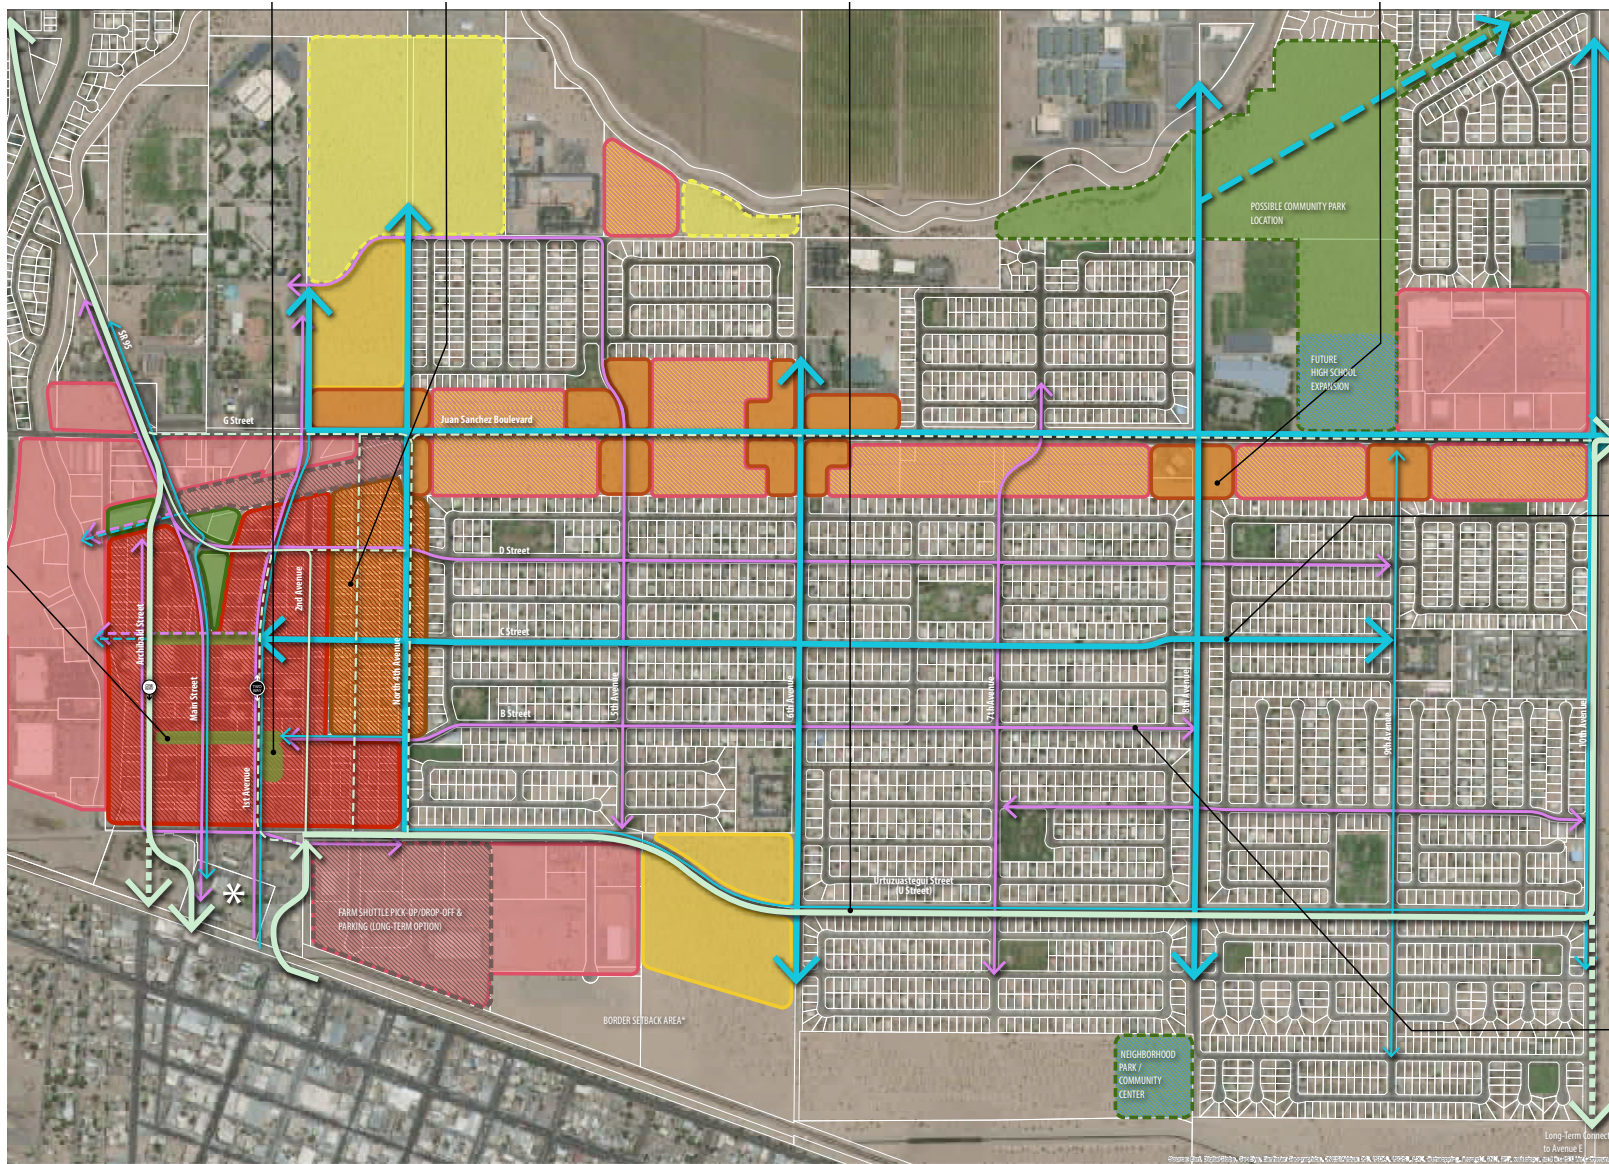 POSSIBLE COMMUNITY PARK
LOCATION
SR 95
FUTURE
HIGH SCHOOL
EXPANSION
G Street
Juan Sanchez Boulevard
D Street
2nd Avenue
Archibald Street
C Street
North 4th Avenue
Main Street
5th Avenue
6th Avenue
7th Avenue
8th Avenue
9th Avenue
10th Avenue
B Street
1st Avenue
Urtuzuastegui Street
(U Street)
*
FARM SHUTTLE PICK-UP/DROP-OFF &
PARKING (LONG-TERM OPTION)
BORDER SETBACK AREA*
NEIGHBORHOOD
PARK /
COMMUNITY
CENTER
Long-Term Connect
to Avenue E